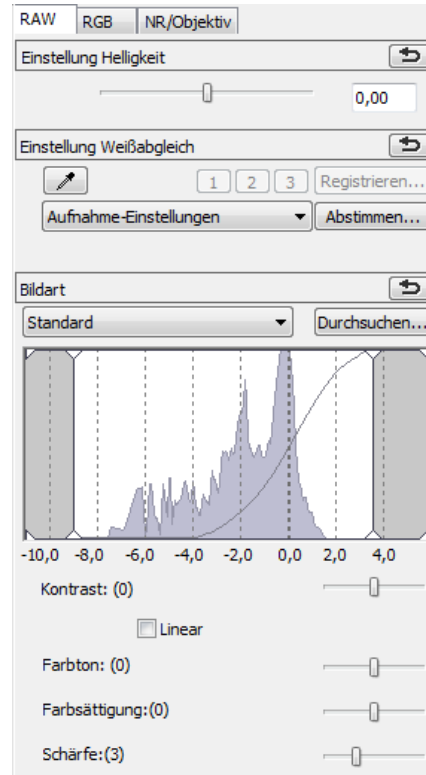 RAW RGB NR/Objektiv
Einstellung Helligkeit
0,00
Einstellung Weißabgleich
1 2 3 Registrieren...
Aufnahme-Einstellungen Abstimmen...
Bildart
Standard Durchsuchen...
-10,0 -8,0 -6,0 -4,0 -2,0 0,0 2,0 4,0
Kontrast: (0)
Linear
Farbton: (0)
Farbsättigung:(0)
Schärfe:(3)